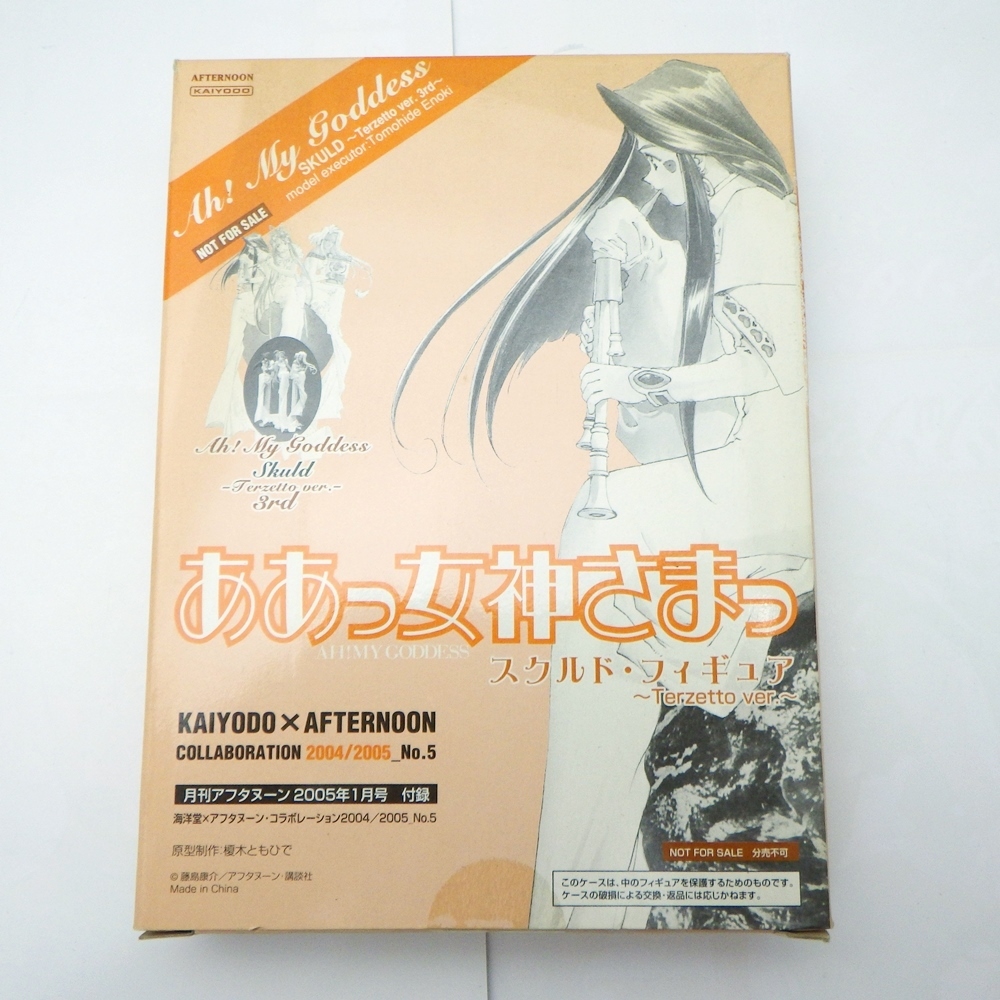 AFTERNOON
KAIYODO
Ah! My Goddess
SKULD ～Terzetto ver. 3rd～
model executor:Tomohide Enoki
NOT FOR SALE
Ah! My Goddess
Skuld
-Terzetto ver.-
3rd
ああっ女神さまっ
AH! MY GODDESS
スクルド・フィギュア
～Terzetto ver.～
KAIYODO×AFTERNOON
COLLABORATION 2004/2005_No.5
月刊アフタヌーン 2005年1月号 付録
海洋堂×アフタヌーン・コラボレーション2004／2005_No.5
原型制作:榎木ともひで
© 藤島康介／アフタヌーン・講談社
Made in China
NOT FOR SALE 分売不可
このケースは、中のフィギュアを保護するためのものです。
ケースの破損による交換・返品には応じかねます。